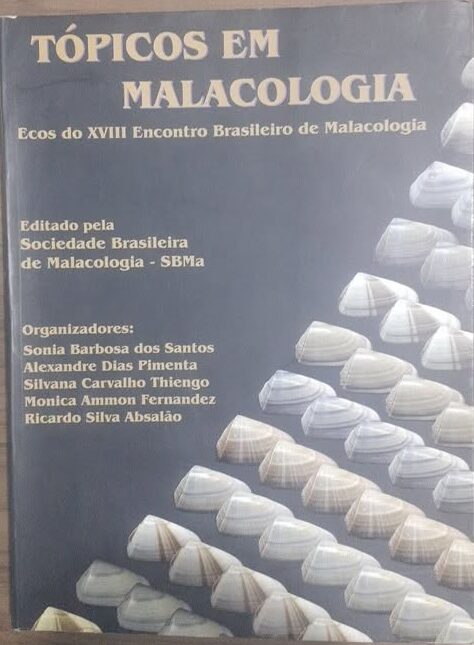 TÓPICOS EM
MALACOLOGIA
Ecos do XVIII Encontro Brasileiro de Malacologia
Editado pela
Sociedade Brasileira
de Malacologia - SBMa
Organizadores:
Sonia Barbosa dos Santos
Alexandre Dias Pimenta
Silvana Carvalho Thiengo
Monica Ammon Fernandez
Ricardo Silva Absalão